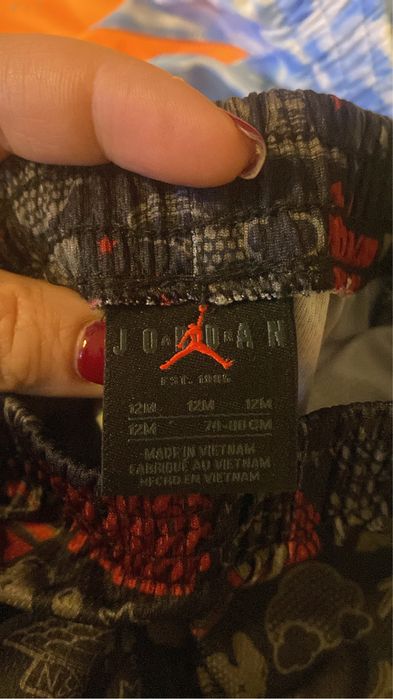 JORDAN
EST. 1985
12M 12M 12M
12M 74-80CM
MADE IN VIETNAM
FABRIQUÉ AU VIETNAM
HECHO EN VIETNAM